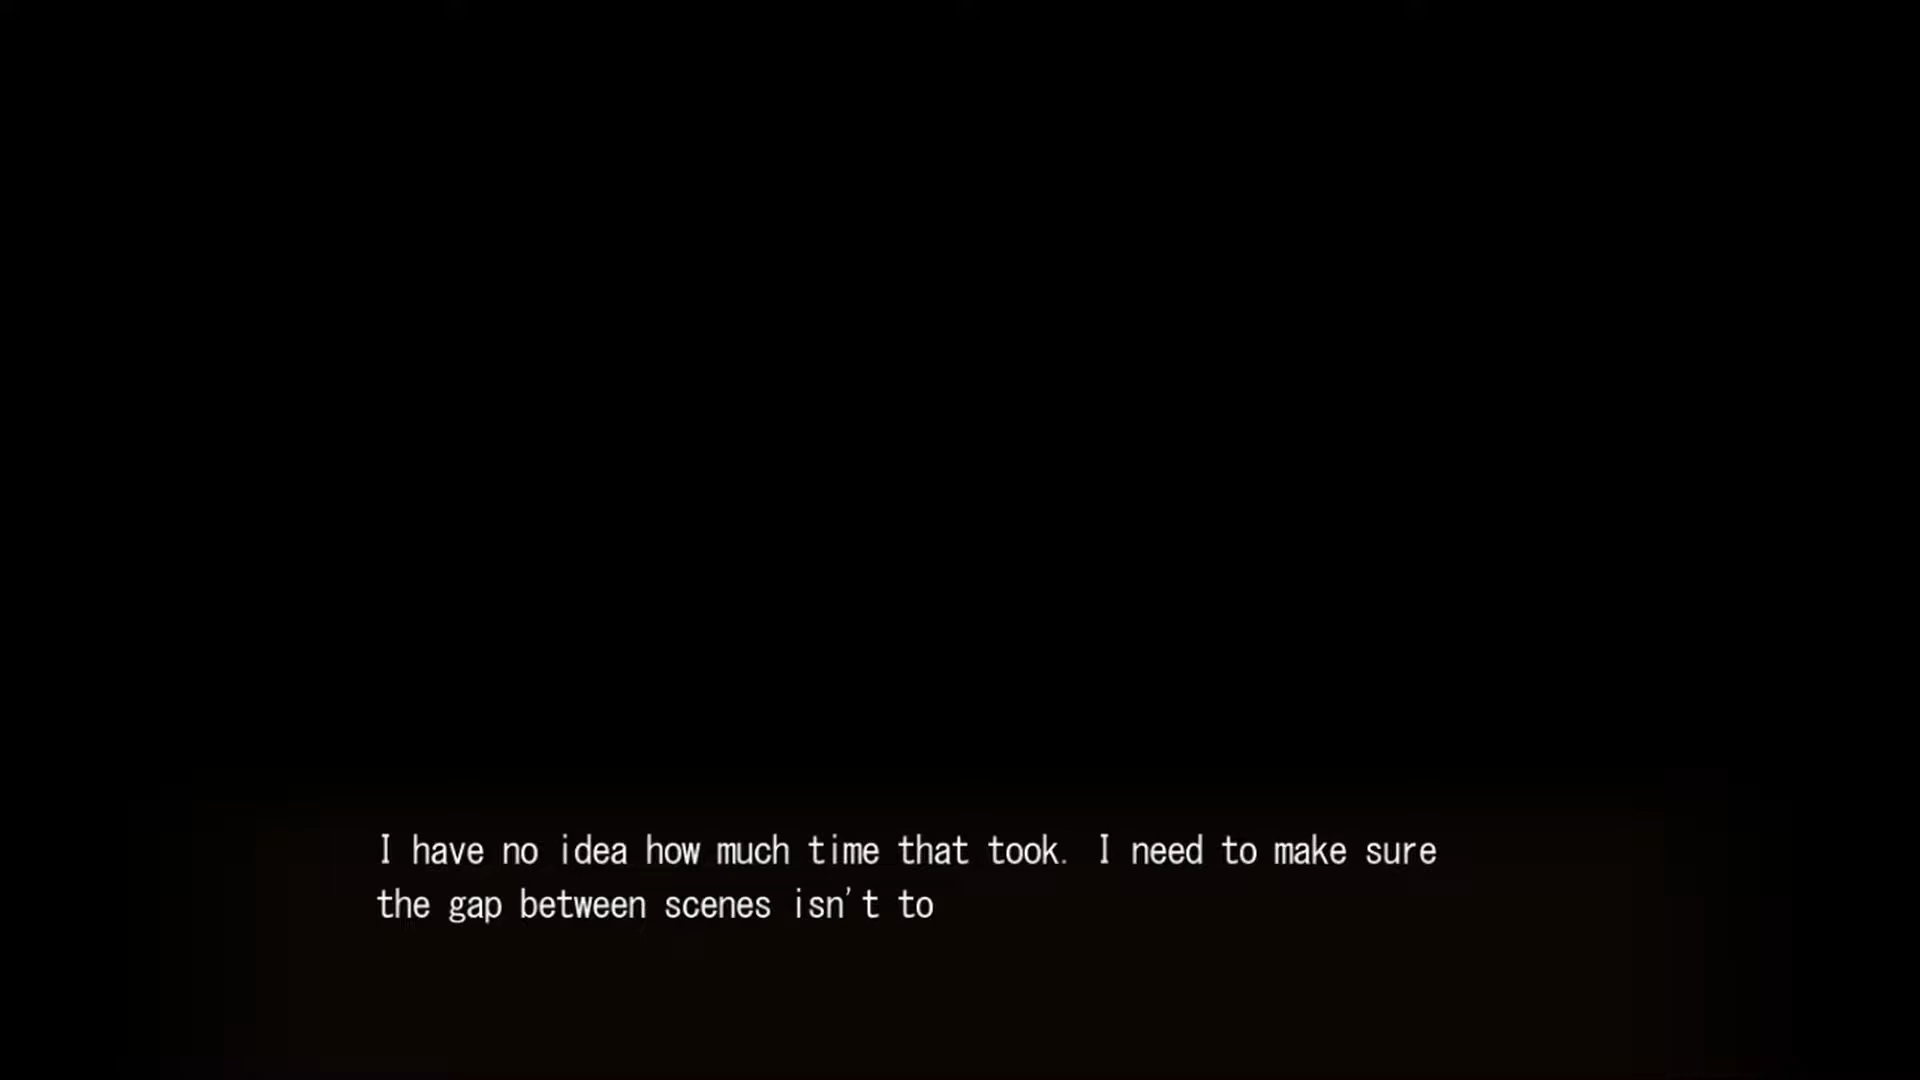 I have no idea how much time that took. I need to make sure
the gap between scenes isn't to